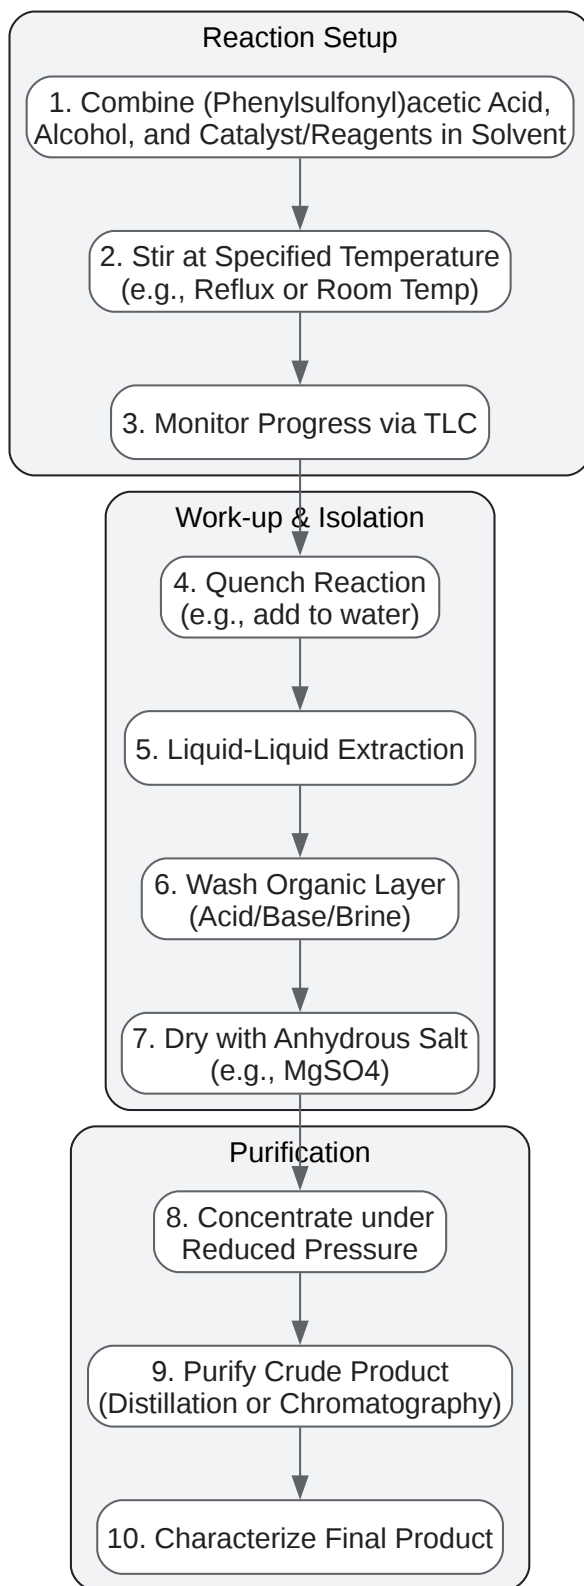 Reaction Setup
1. Combine (Phenylsulfonyl)acetic Acid,
Alcohol, and Catalyst/Reagents in Solvent
2. Stir at Specified Temperature
(e.g., Reflux or Room Temp)
3. Monitor Progress via TLC
Work-up & Isolation
4. Quench Reaction
(e.g., add to water)
5. Liquid-Liquid Extraction
6. Wash Organic Layer
(Acid/Base/Brine)
7. Dry with Anhydrous Salt
(e.g., MgSO4)
Purification
8. Concentrate under
Reduced Pressure
9. Purify Crude Product
(Distillation or Chromatography)
10. Characterize Final Product